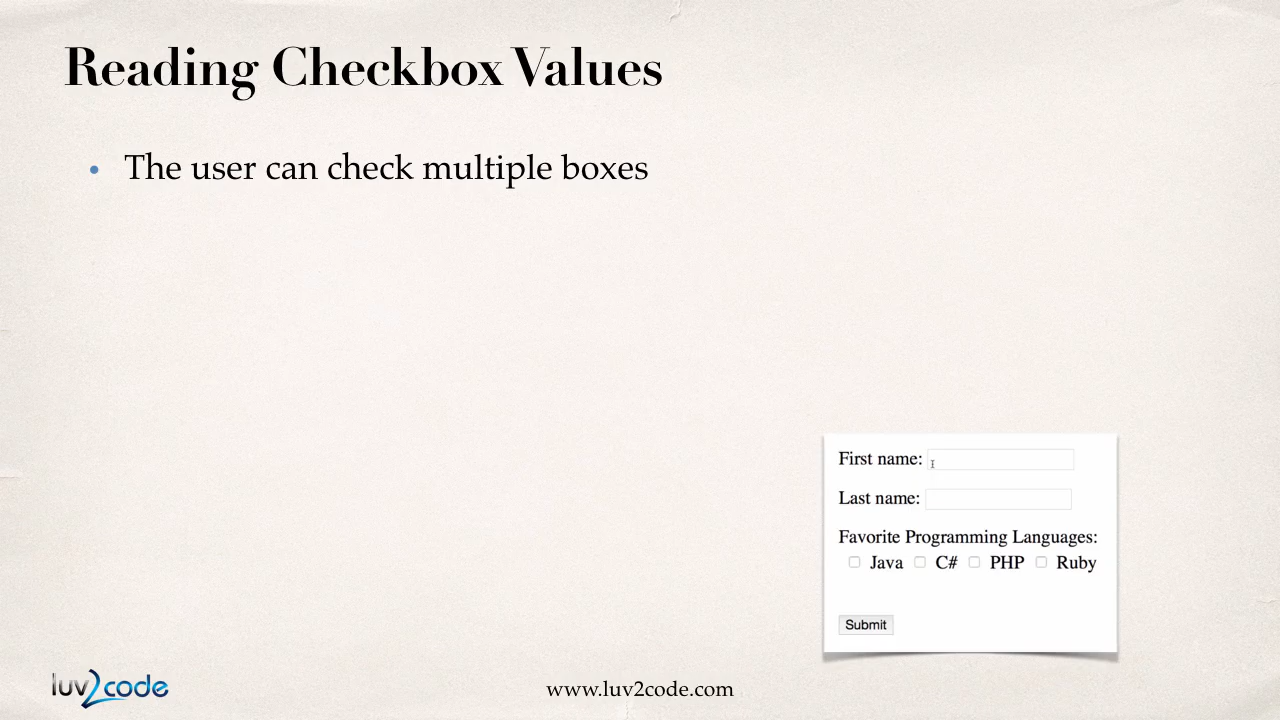 Reading Checkbox Values
• The user can check multiple boxes
First name:
Last name:
Favorite Programming Languages:
Java C# PHP Ruby
Submit
luv2code
www.luv2code.com